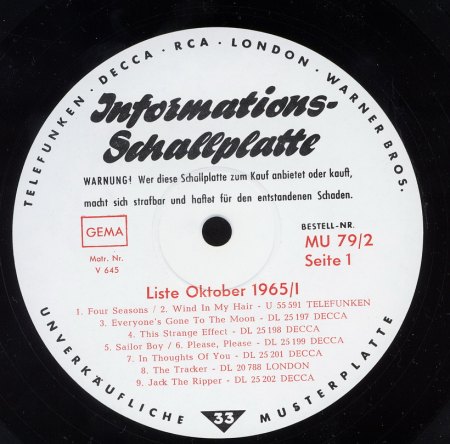 TELEFUNKEN · DECCA · RCA · LONDON · WARNER BROS.
Informations-
Schallplatte
WARNUNG! Wer diese Schallplatte zum Kauf anbietet oder kauft,
macht sich strafbar und haftet für den entstandenen Schaden.
GEMA
Matr. Nr.
V 645
BESTELL-NR.
MU 79/2
Seite 1
Liste Oktober 1965/I
1. Four Seasons / 2. Wind In My Hair - U 55 591 TELEFUNKEN
3. Everyone's Gone To The Moon - DL 25 197 DECCA
4. This Strange Effect - DL 25 198 DECCA
5. Sailor Boy / 6. Please, Please - DL 25 199 DECCA
7. In Thoughts Of You - DL 25 201 DECCA
8. The Tracker - DL 20 788 LONDON
9. Jack The Ripper - DL 25 202 DECCA
UNVERKÄUFLICHE
33
MUSTERPLATTE